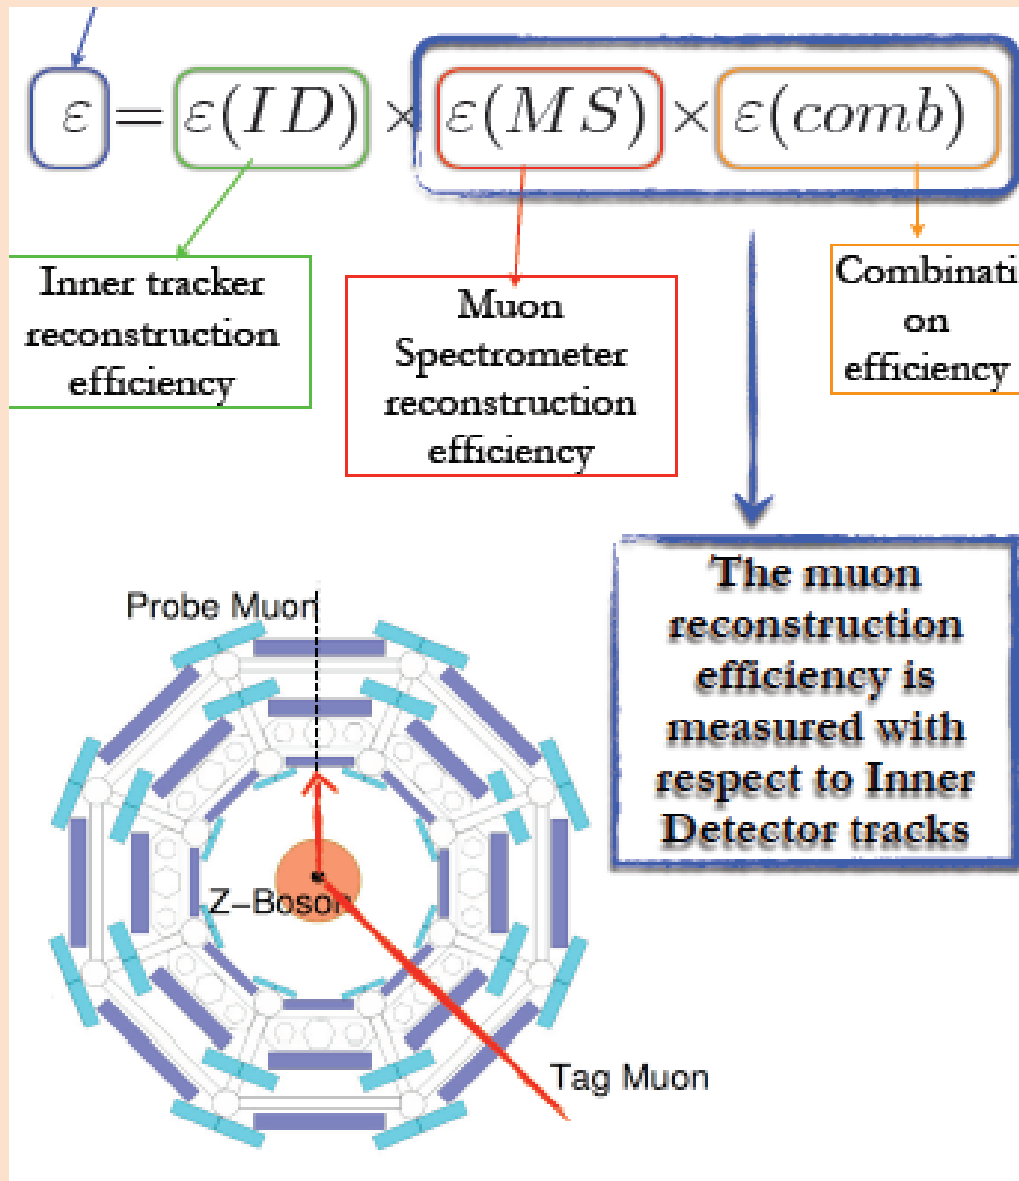 ε = ε(ID) × ε(MS) × ε(comb)
Inner tracker
reconstruction
efficiency
Muon
Spectrometer
reconstruction
efficiency
Combinati
on
efficiency
The muon
reconstruction
efficiency is
measured with
respect to Inner
Detector tracks
Probe Muon
Z-Boson
Tag Muon